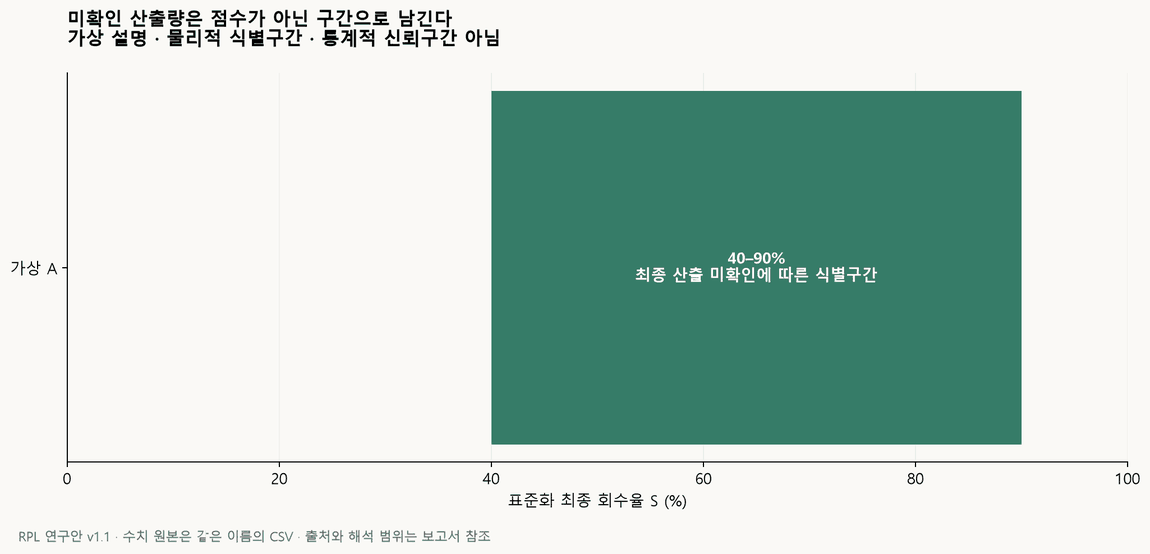 미확인 산출량은 점수가 아닌 구간으로 남긴다
가상 설명 · 물리적 식별구간 · 통계적 신뢰구간 아님
가상 A
40–90%
최종 산출 미확인에 따른 식별구간
0 20 40 60 80 100
표준화 최종 회수율 S (%)
RPL 연구안 v1.1 · 수치 원본은 같은 이름의 CSV · 출처와 해석 범위는 보고서 참조